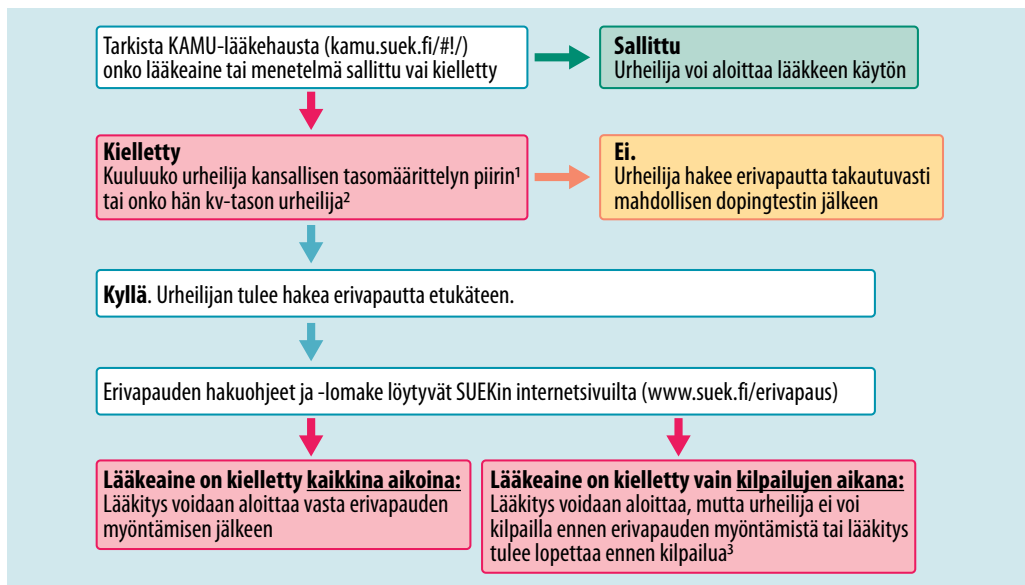 Tarkista KAMU-lääkehausta (kamu.suek.fi/#!/)
onko lääkeaine tai menetelmä sallittu vai kielletty
Sallittu
Urheilija voi aloittaa lääkkeen käytön
Kielletty
Kuuluuko urheilija kansallisen tasomäärittelyn piirin¹
tai onko hän kv-tason urheilija²
Ei.
Urheilija hakee erivapautta takautuvasti
mahdollisen dopingtestin jälkeen
Kyllä. Urheilijan tulee hakea erivapautta etukäteen.
Erivapauden hakuohjeet ja -lomake löytyvät SUEKin internetsivuilta (www.suek.fi/erivapaus)
Lääkeaine on kielletty kaikkina aikoina:
Lääkitys voidaan aloittaa vasta erivapauden
myöntämisen jälkeen
Lääkeaine on kielletty vain kilpailujen aikana:
Lääkitys voidaan aloittaa, mutta urheilija ei voi
kilpailla ennen erivapauden myöntämistä tai lääkitys
tulee lopettaa ennen kilpailua³